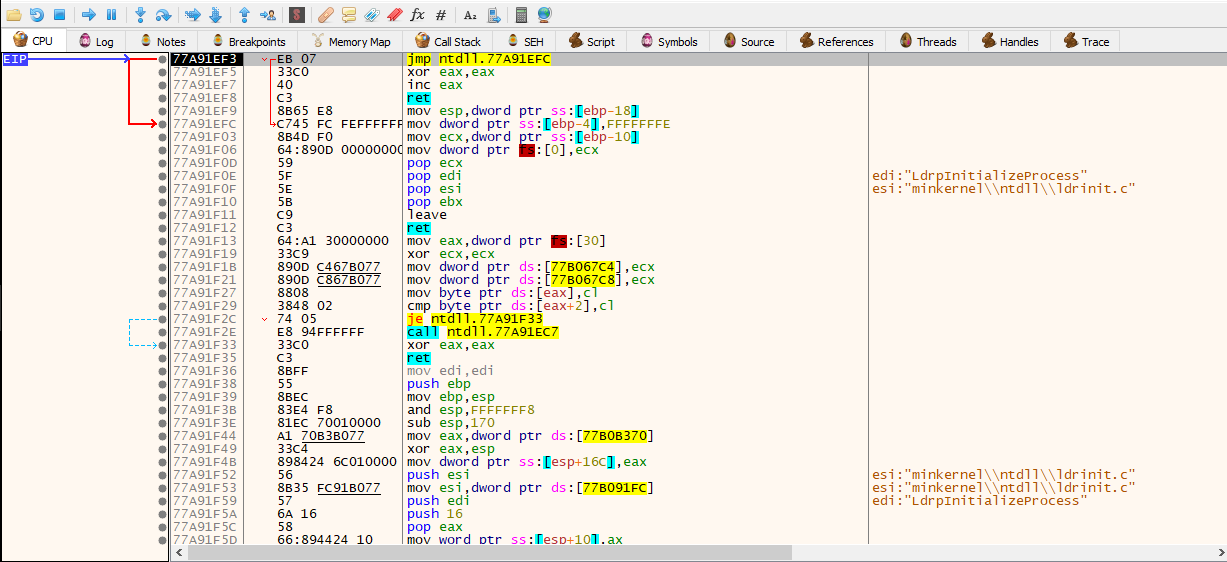 fx # A₂
CPU Log Notes Breakpoints Memory Map Call Stack SEH Script Symbols Source References Threads Handles Trace
EIP 77A91EF3 EB 07 jmp ntdll.77A91EFC
77A91EF5 33C0 xor eax,eax
77A91EF7 40 inc eax
77A91EF8 C3 ret
77A91EF9 8B65 E8 mov esp,dword ptr ss:[ebp-18]
77A91EFC C745 FC FEFFFFFF mov dword ptr ss:[ebp-4],FFFFFFFE
77A91F03 8B4D F0 mov ecx,dword ptr ss:[ebp-10]
77A91F06 64:890D 00000000 mov dword ptr fs:[0],ecx
77A91F0D 59 pop ecx
77A91F0E 5F pop edi edi:"LdrpInitializeProcess"
77A91F0F 5E pop esi esi:"minkernel\\ntdll\\ldrinit.c"
77A91F10 5B pop ebx
77A91F11 C9 leave
77A91F12 C3 ret
77A91F13 64:A1 30000000 mov eax,dword ptr fs:[30]
77A91F19 33C9 xor ecx,ecx
77A91F1B 890D C467B077 mov dword ptr ds:[77B067C4],ecx
77A91F21 890D C867B077 mov dword ptr ds:[77B067C8],ecx
77A91F27 8808 mov byte ptr ds:[eax],cl
77A91F29 3848 02 cmp byte ptr ds:[eax+2],cl
77A91F2C 74 05 je ntdll.77A91F33
77A91F2E E8 94FFFFFF call ntdll.77A91EC7
77A91F33 33C0 xor eax,eax
77A91F35 C3 ret
77A91F36 8BFF mov edi,edi
77A91F38 55 push ebp
77A91F39 8BEC mov ebp,esp
77A91F3B 83E4 F8 and esp,FFFFFFF8
77A91F3E 81EC 70010000 sub esp,170
77A91F44 A1 70B3B077 mov eax,dword ptr ds:[77B0B370]
77A91F49 33C4 xor eax,esp
77A91F4B 898424 6C010000 mov dword ptr ss:[esp+16C],eax
77A91F52 56 push esi esi:"minkernel\\ntdll\\ldrinit.c"
77A91F53 8B35 FC91B077 mov esi,dword ptr ds:[77B091FC] esi:"minkernel\\ntdll\\ldrinit.c"
77A91F59 57 push edi edi:"LdrpInitializeProcess"
77A91F5A 6A 16 push 16
77A91F5C 58 pop eax
77A91F5D 66:894424 10 mov word ptr ss:[esp+10],ax